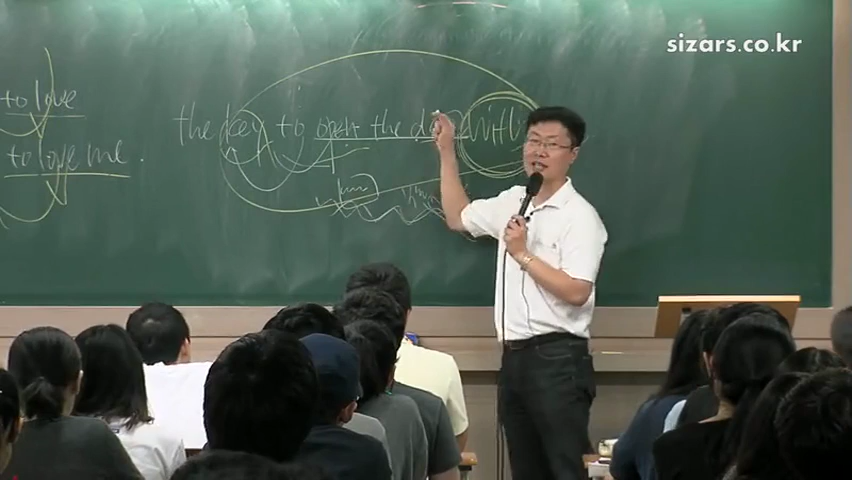 sizars.co.kr
to love
the key to open the door with
to love me.